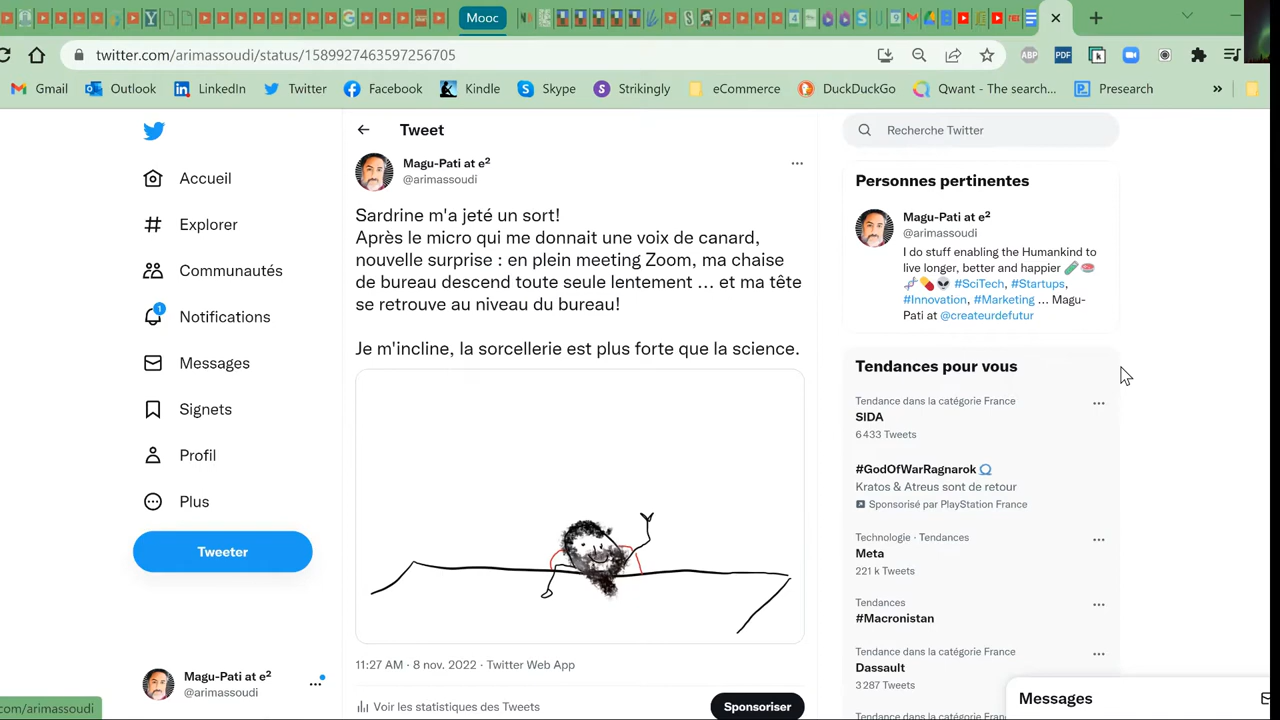 Mooc
twitter.com/arimassoudi/status/1589927463597256705
ABP
PDF
Gmail
Outlook
LinkedIn
Twitter
Facebook
Kindle
Skype
Strikingly
eCommerce
DuckDuckGo
Qwant - The search...
Presearch
»
Accueil
Explorer
Communautés
1
Notifications
Messages
Signets
Profil
Plus
Tweeter
Magu-Pati at e²
@arimassoudi
com/arimassoudi
Tweet
Magu-Pati at e²
@arimassoudi
Sardrine m'a jeté un sort!
Après le micro qui me donnait une voix de canard,
nouvelle surprise : en plein meeting Zoom, ma chaise
de bureau descend toute seule lentement ... et ma tête
se retrouve au niveau du bureau!
Je m'incline, la sorcellerie est plus forte que la science.
11:27 AM · 8 nov. 2022 · Twitter Web App
Voir les statistiques des Tweets
Sponsoriser
Recherche Twitter
Personnes pertinentes
Magu-Pati at e²
@arimassoudi
I do stuff enabling the Humankind to
live longer, better and happier
#SciTech, #Startups,
#Innovation, #Marketing ... Magu-
Pati at @createurdefutur
Tendances pour vous
Tendance dans la catégorie France
SIDA
6 433 Tweets
#GodOfWarRagnarok
Kratos & Atreus sont de retour
Sponsorisé par PlayStation France
Technologie · Tendances
Meta
221 k Tweets
Tendances
#Macronistan
Tendance dans la catégorie France
Dassault
3 287 Tweets
Messages